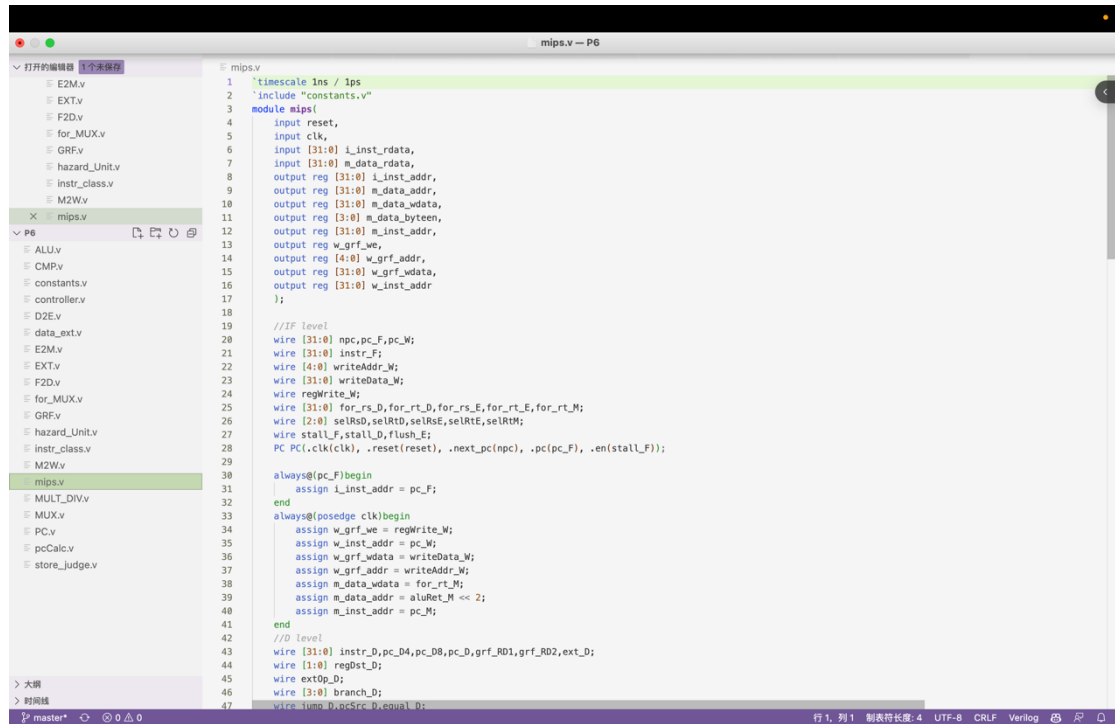 mips.v — P6
打开的编辑器 1 个未保存
E2M.v
EXT.v
F2D.v
for_MUX.v
GRF.v
hazard_Unit.v
instr_class.v
M2W.v
mips.v
P6
ALU.v
CMP.v
constants.v
controller.v
D2E.v
data_ext.v
E2M.v
EXT.v
F2D.v
for_MUX.v
GRF.v
hazard_Unit.v
instr_class.v
M2W.v
mips.v
MULT_DIV.v
MUX.v
PC.v
pcCalc.v
store_judge.v
大纲
时间线
mips.v
1 `timescale 1ns / 1ps
2 `include "constants.v"
3 module mips(
4 input reset,
5 input clk,
6 input [31:0] i_inst_rdata,
7 input [31:0] m_data_rdata,
8 output reg [31:0] i_inst_addr,
9 output reg [31:0] m_data_addr,
10 output reg [31:0] m_data_wdata,
11 output reg [3:0] m_data_byteen,
12 output reg [31:0] m_inst_addr,
13 output reg w_grf_we,
14 output reg [4:0] w_grf_addr,
15 output reg [31:0] w_grf_wdata,
16 output reg [31:0] w_inst_addr
17 );
18
19 //IF level
20 wire [31:0] npc,pc_F,pc_W;
21 wire [31:0] instr_F;
22 wire [4:0] writeAddr_W;
23 wire [31:0] writeData_W;
24 wire regWrite_W;
25 wire [31:0] for_rs_D,for_rt_D,for_rs_E,for_rt_E,for_rt_M;
26 wire [2:0] selRsD,selRtD,selRsE,selRtE,selRtM;
27 wire stall_F,stall_D,flush_E;
28 PC PC(.clk(clk), .reset(reset), .next_pc(npc), .pc(pc_F), .en(stall_F));
29
30 always@(pc_F)begin
31 assign i_inst_addr = pc_F;
32 end
33 always@(posedge clk)begin
34 assign w_grf_we = regWrite_W;
35 assign w_inst_addr = pc_W;
36 assign w_grf_wdata = writeData_W;
37 assign w_grf_addr = writeAddr_W;
38 assign m_data_wdata = for_rt_M;
39 assign m_data_addr = aluRet_M << 2;
40 assign m_inst_addr = pc_M;
41 end
42 //D level
43 wire [31:0] instr_D,pc_D4,pc_D8,pc_D,grf_RD1,grf_RD2,ext_D;
44 wire [1:0] regDst_D;
45 wire extOp_D;
46 wire [3:0] branch_D;
47 wire jump_D,pcSrc_D,equal_D;
master* 0 0 行 1，列 1 制表符长度: 4 UTF-8 CRLF Verilog